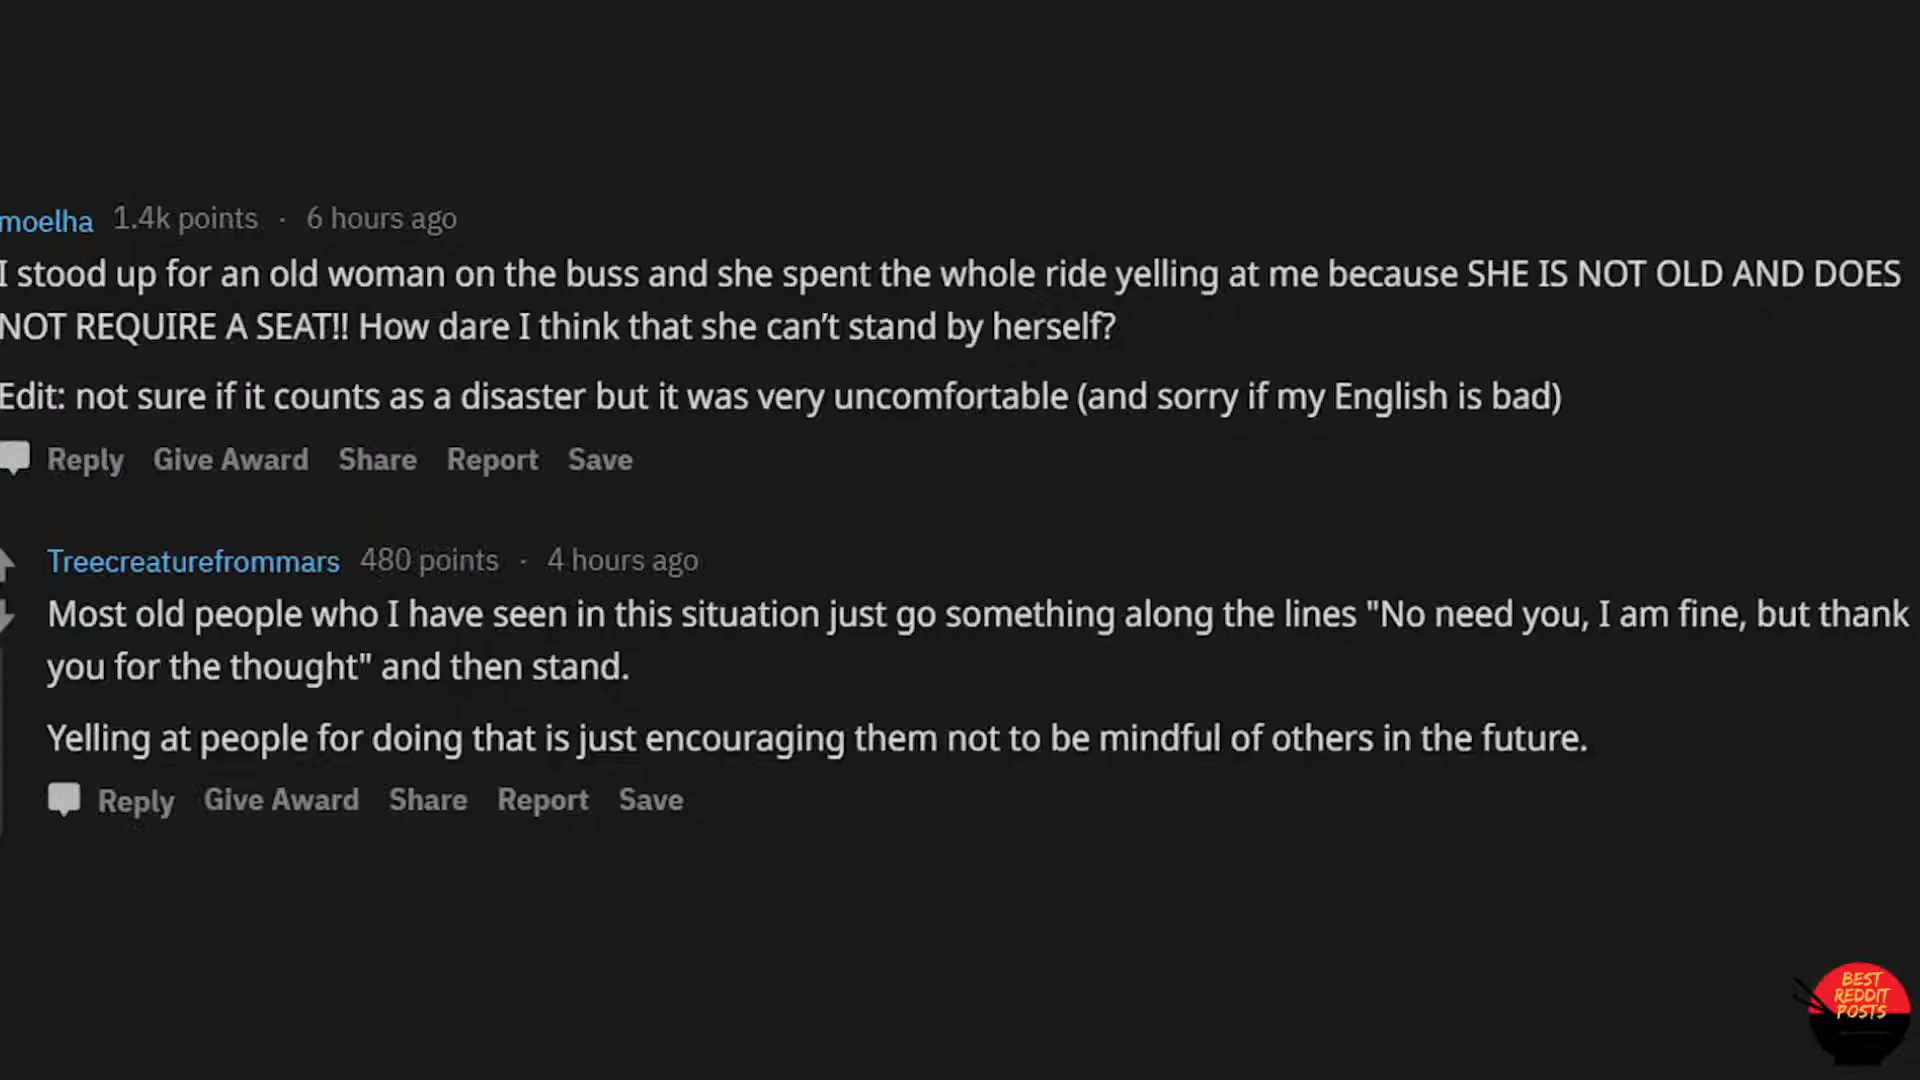 moelha 1.4k points · 6 hours ago
I stood up for an old woman on the buss and she spent the whole ride yelling at me because SHE IS NOT OLD AND DOES
NOT REQUIRE A SEAT!! How dare I think that she can't stand by herself?
Edit: not sure if it counts as a disaster but it was very uncomfortable (and sorry if my English is bad)
Reply Give Award Share Report Save
Treecreaturefrommars 480 points · 4 hours ago
Most old people who I have seen in this situation just go something along the lines "No need you, I am fine, but thank
you for the thought" and then stand.
Yelling at people for doing that is just encouraging them not to be mindful of others in the future.
Reply Give Award Share Report Save
BEST
REDDIT
POSTS